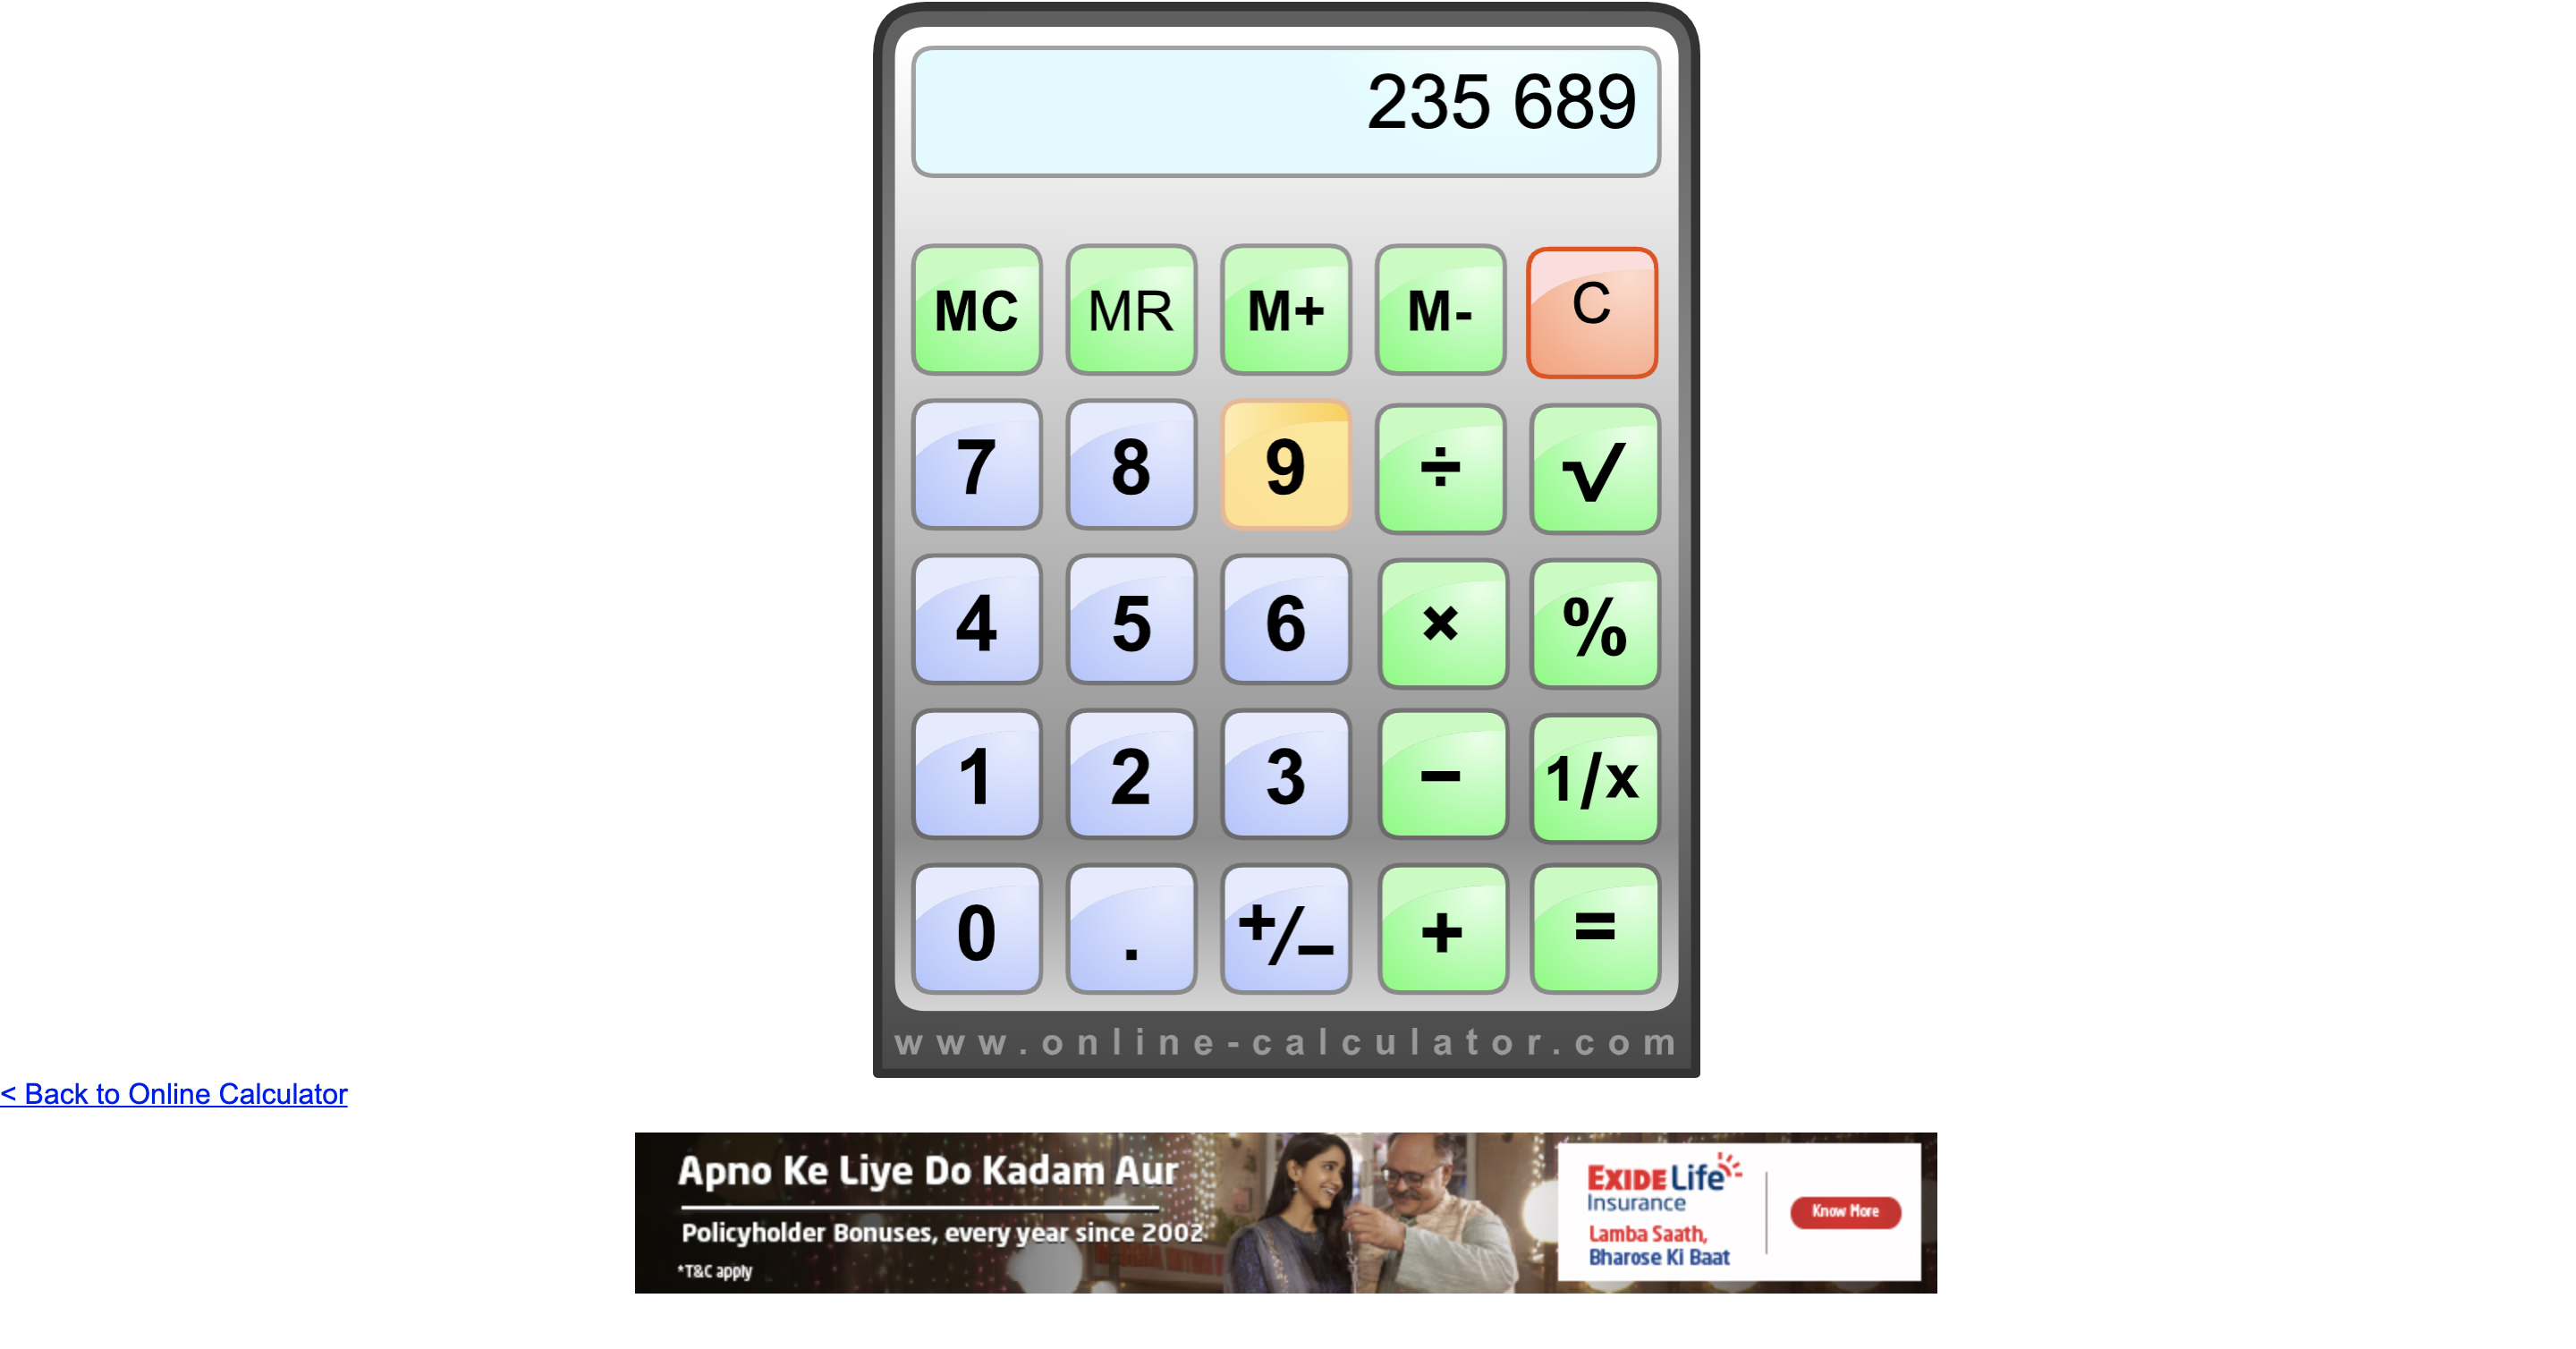 235 689
MC MR M+ M- C
7 8 9 ÷ √
4 5 6 × %
1 2 3 − 1/x
0 . +/− + =
www.online-calculator.com
< Back to Online Calculator
Apno Ke Liye Do Kadam Aur
Policyholder Bonuses, every year since 2002
*T&C apply
EXIDE Life
Insurance
Lamba Saath,
Bharose Ki Baat
Know More